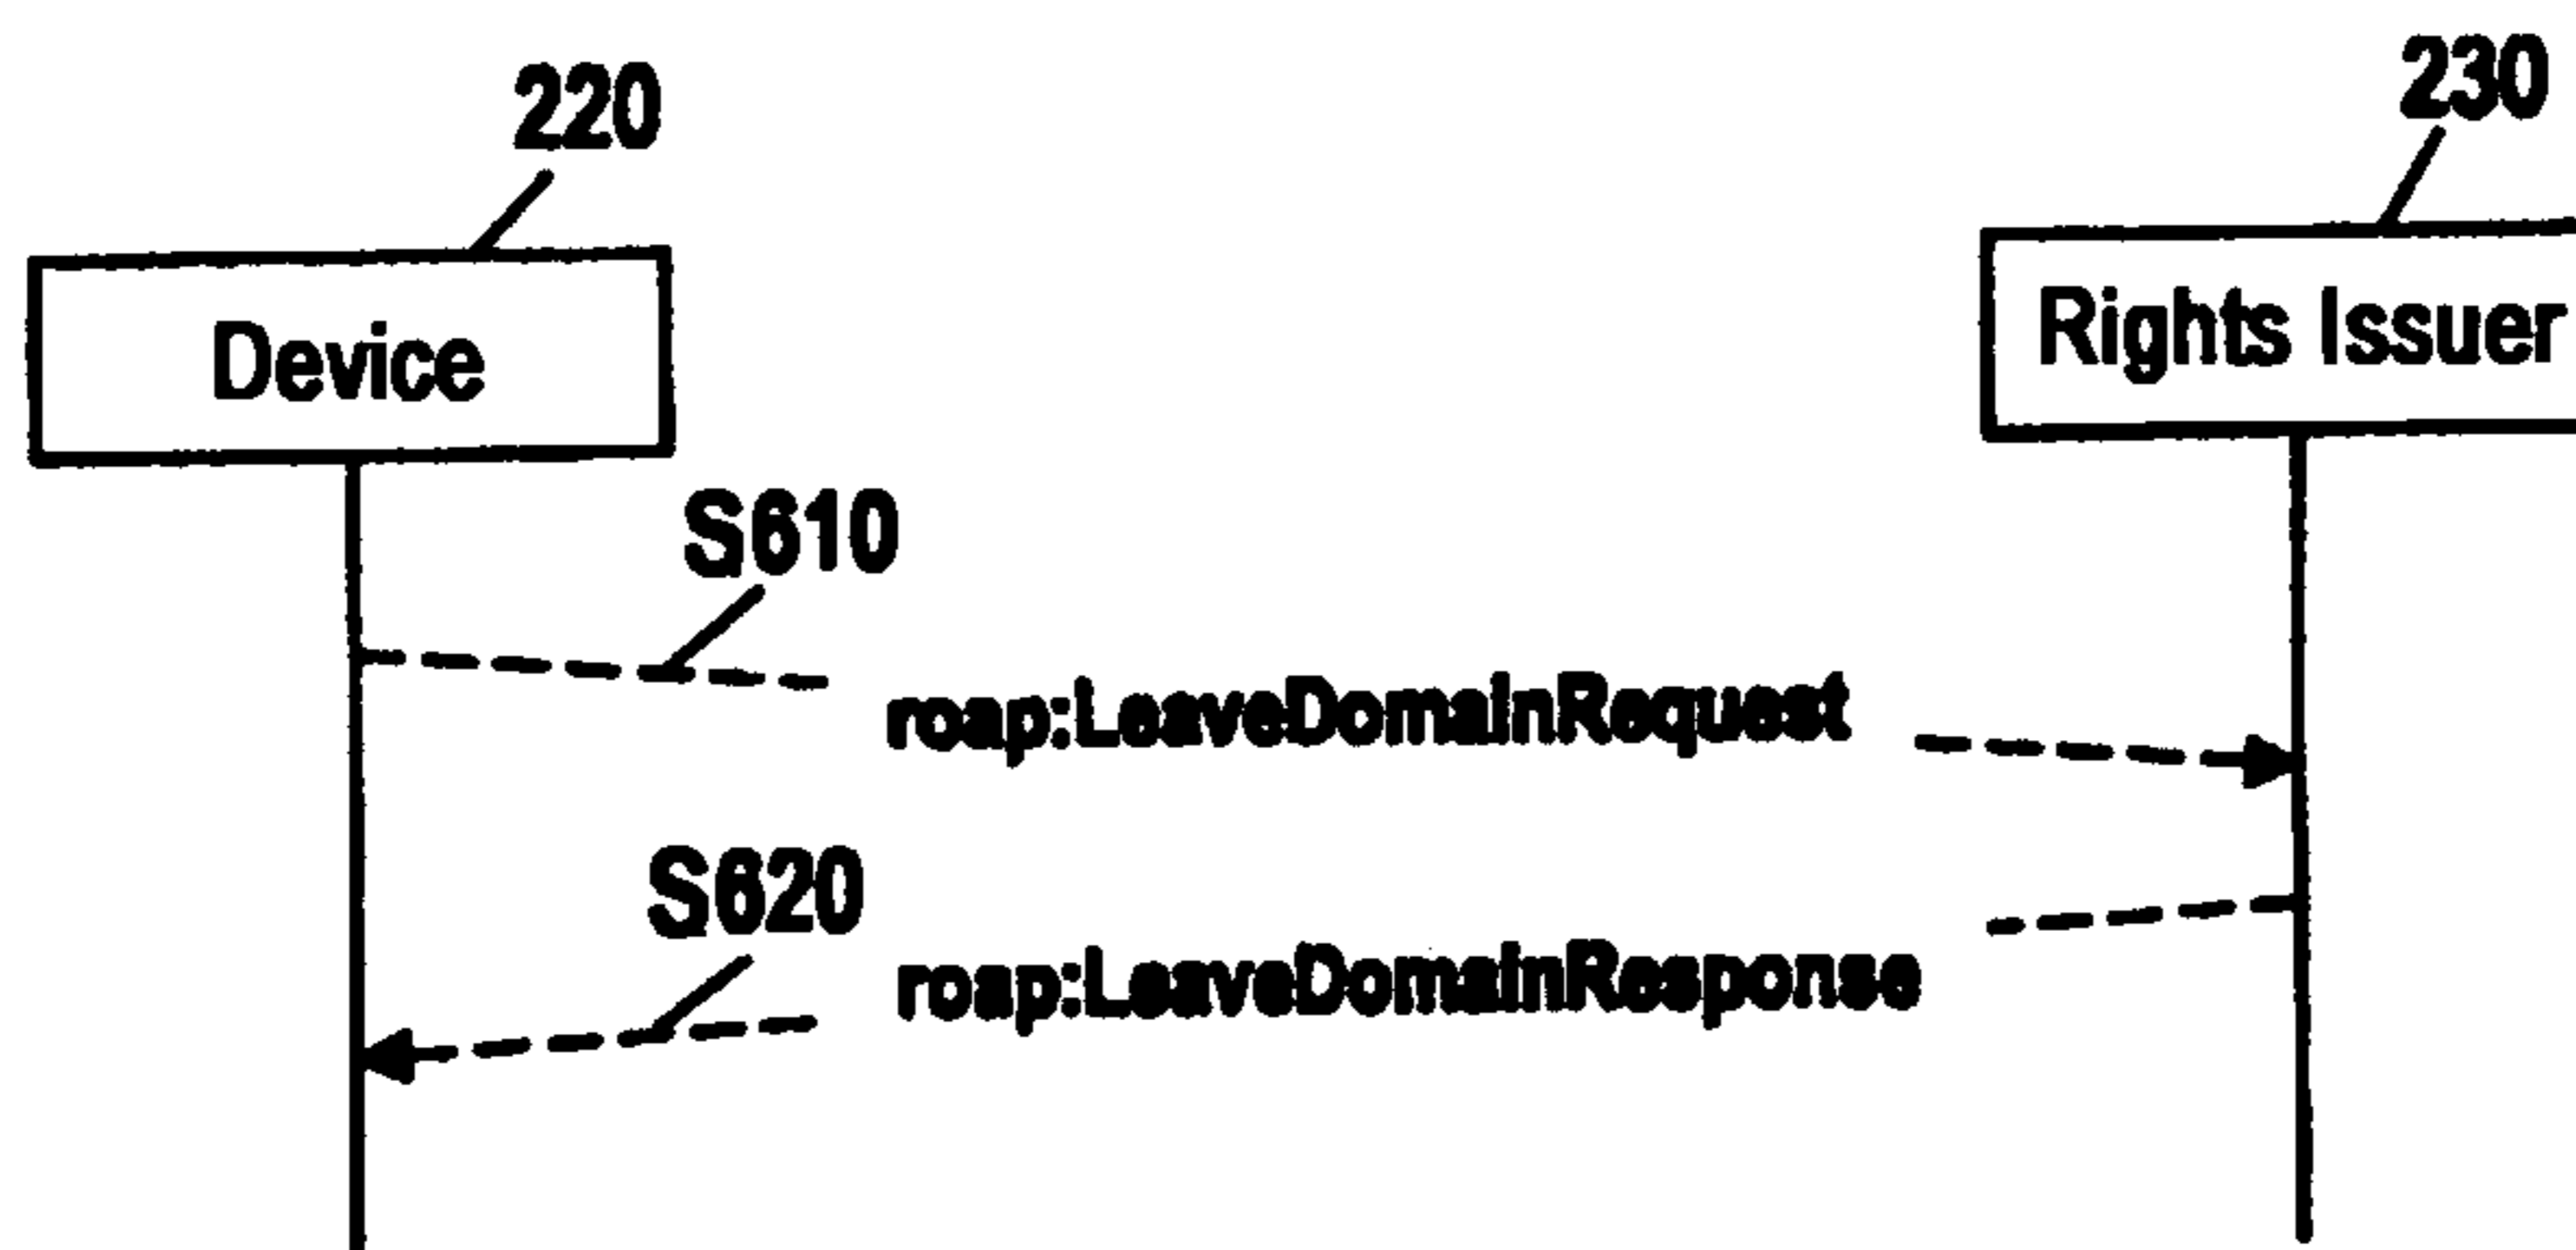 220
230
Device
Rights Issuer
S610
roap:LeaveDomainRequest
S620
roap:LeaveDomainResponse